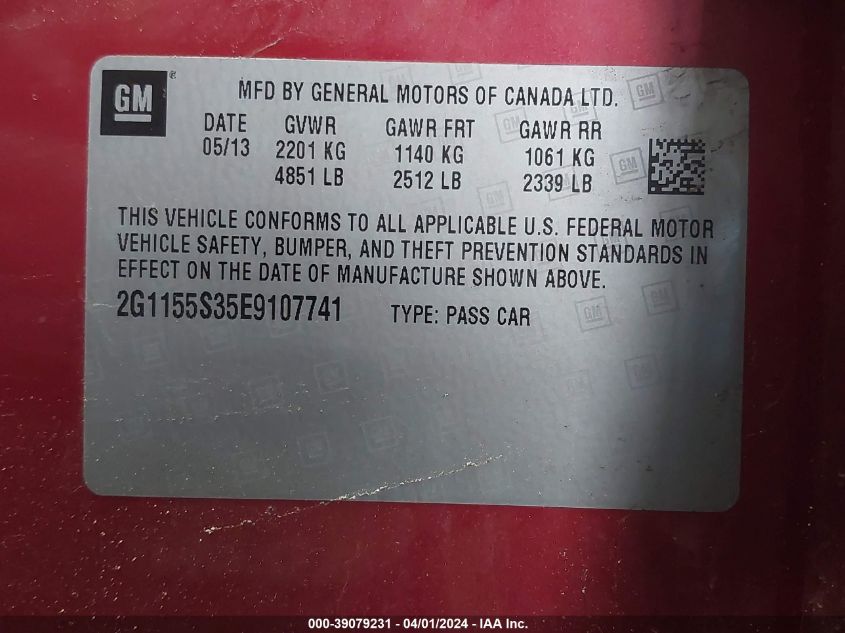 GM ®
MFD BY GENERAL MOTORS OF CANADA LTD.
DATE GVWR GAWR FRT GAWR RR
05/13 2201 KG 1140 KG 1061 KG
4851 LB 2512 LB 2339 LB
THIS VEHICLE CONFORMS TO ALL APPLICABLE U.S. FEDERAL MOTOR
VEHICLE SAFETY, BUMPER, AND THEFT PREVENTION STANDARDS IN
EFFECT ON THE DATE OF MANUFACTURE SHOWN ABOVE.
2G1155S35E9107741 TYPE: PASS CAR
000-39079231 - 04/01/2024 - IAA Inc.